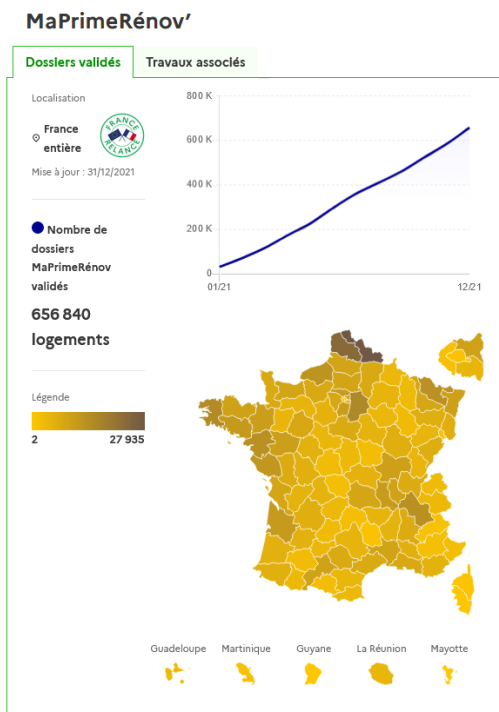 MaPrimeRénov’
Dossiers validés
Travaux associés
Localisation
France
entière
FRANCE
RELANCE
Mise à jour : 31/12/2021
Nombre de
dossiers
MaPrimeRénov
validés
656 840
logements
Légende
2
27 935
800 K
600 K
400 K
200 K
0
01/21
12/21
Guadeloupe
Martinique
Guyane
La Réunion
Mayotte